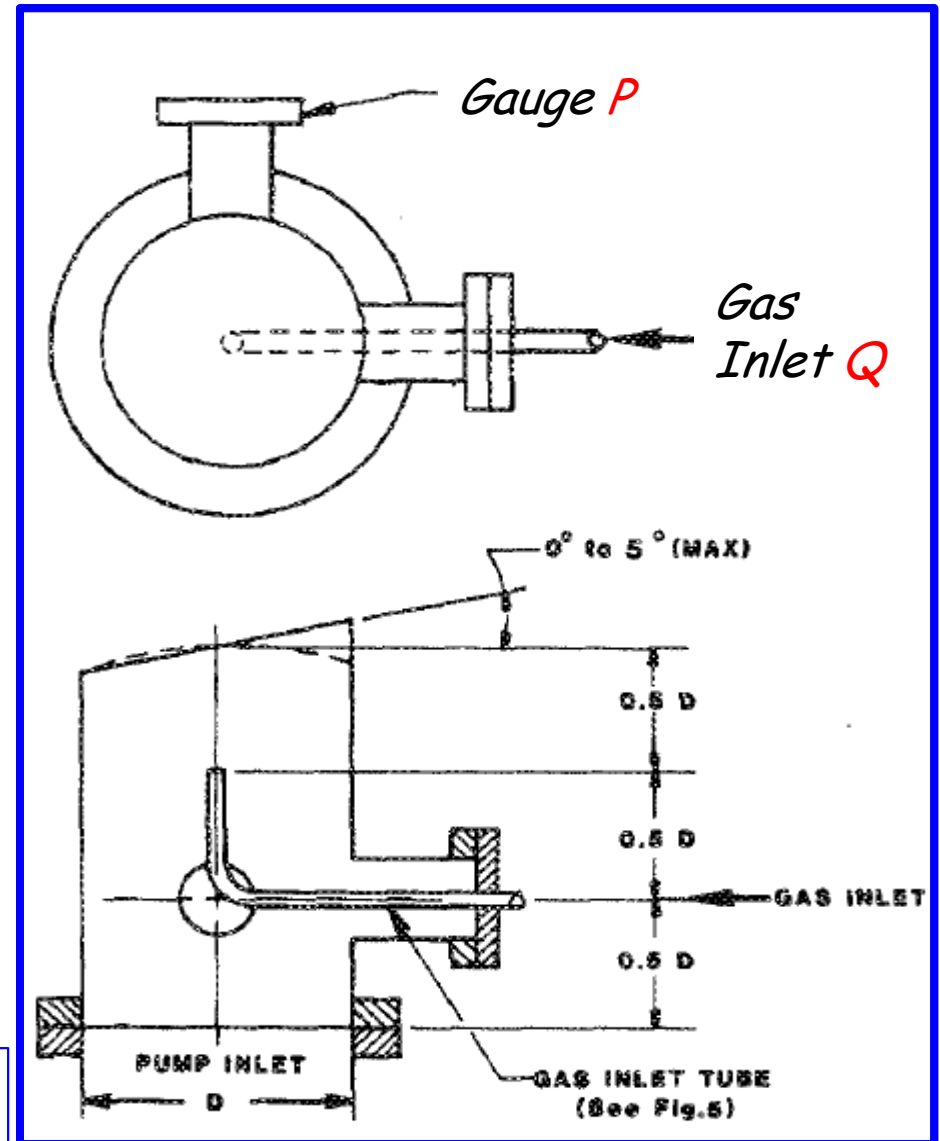 Gauge P
Gas
Inlet Q
0° to 5° (MAX)
0.5 D
0.5 D
GAS INLET
0.5 D
PUMP INLET
D
GAS INLET TUBE
(See Fig.5)